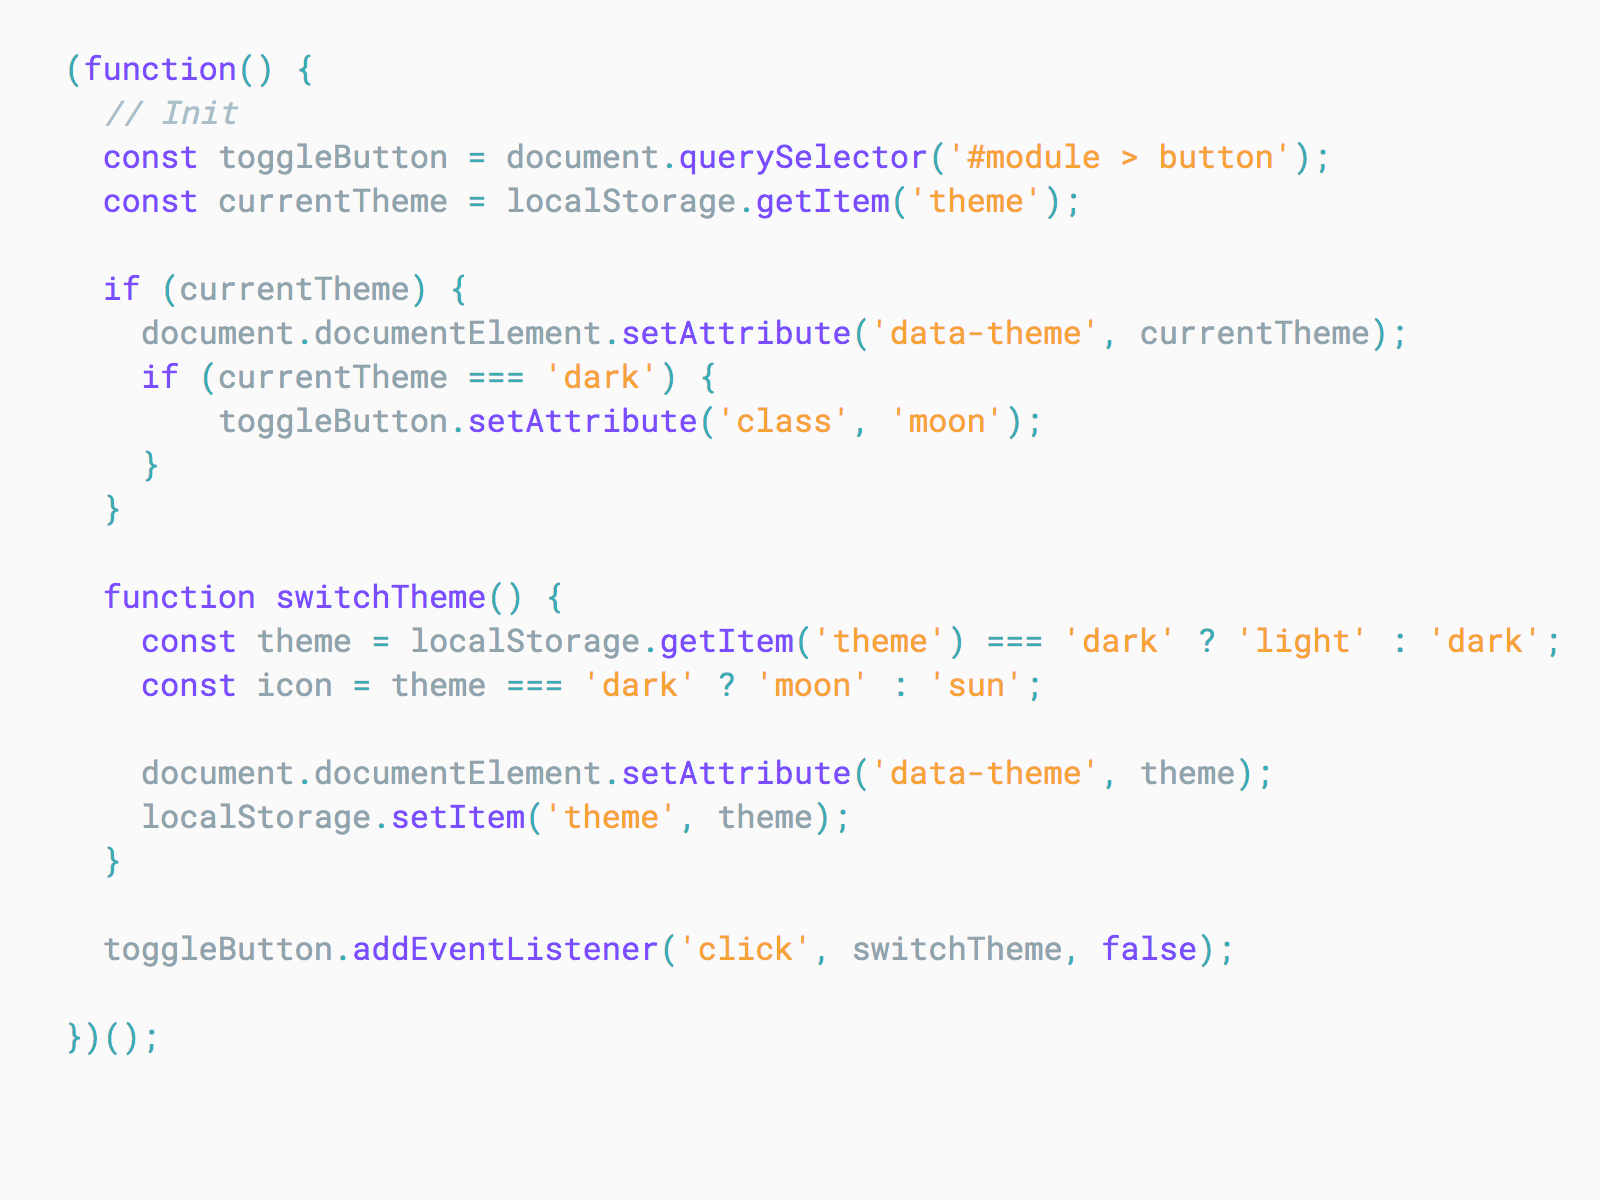 (function() {
  // Init
  const toggleButton = document.querySelector('#module > button');
  const currentTheme = localStorage.getItem('theme');

  if (currentTheme) {
    document.documentElement.setAttribute('data-theme', currentTheme);
    if (currentTheme === 'dark') {
        toggleButton.setAttribute('class', 'moon');
    }
  }

  function switchTheme() {
    const theme = localStorage.getItem('theme') === 'dark' ? 'light' : 'dark';
    const icon = theme === 'dark' ? 'moon' : 'sun';

    document.documentElement.setAttribute('data-theme', theme);
    localStorage.setItem('theme', theme);
  }

  toggleButton.addEventListener('click', switchTheme, false);

})();